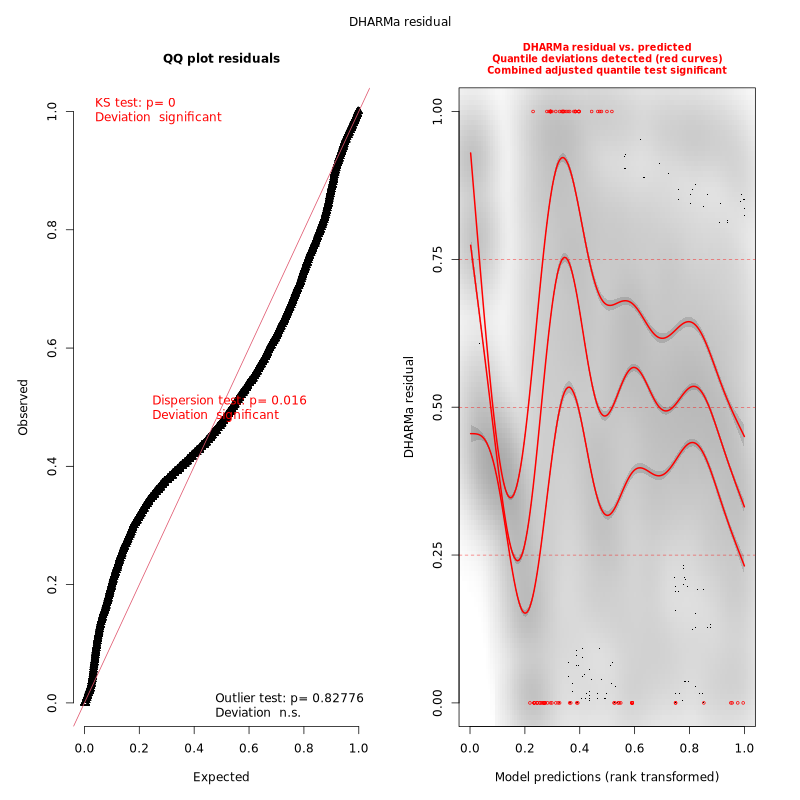 DHARMa residual
QQ plot residuals
KS test: p= 0
Deviation significant
Dispersion test: p= 0.016
Deviation significant
Outlier test: p= 0.82776
Deviation n.s.
Observed
0.0 0.2 0.4 0.6 0.8 1.0
0.0 0.2 0.4 0.6 0.8 1.0
Expected
DHARMa residual vs. predicted
Quantile deviations detected (red curves)
Combined adjusted quantile test significant
DHARMa residual
0.00 0.25 0.50 0.75 1.00
0.0 0.2 0.4 0.6 0.8 1.0
Model predictions (rank transformed)